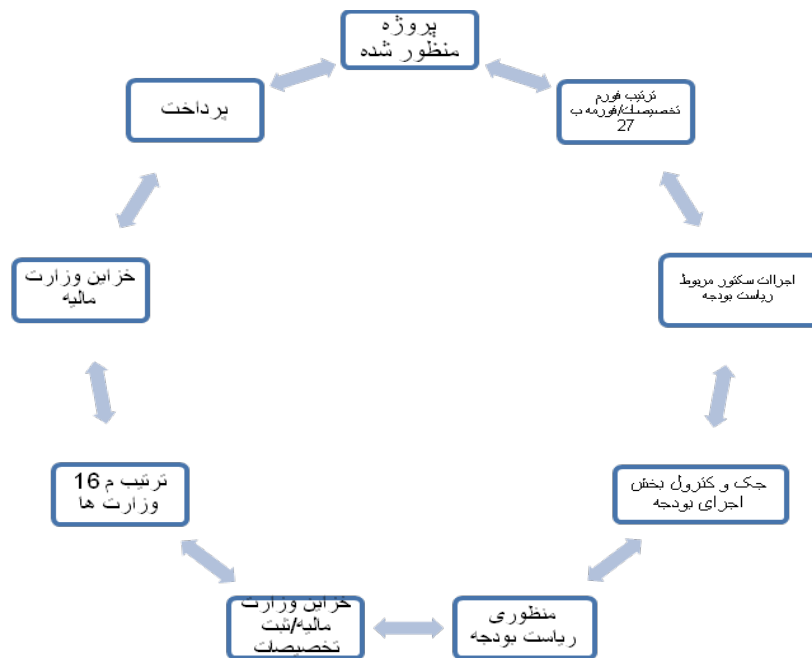 پروژه
منظور شده
ترتیب فورم
تخصیصات/فورمه ب
27
اجراات سکتور مربوط
ریاست بودجه
چک و کنترول بخش
اجرای بودجه
منظوری
ریاست بودجه
خزاین وزارت
مالیه/ثبت
تخصیصات
ترتیب م 16
وزارت ها
خزاین وزارت
مالیه
پرداخت